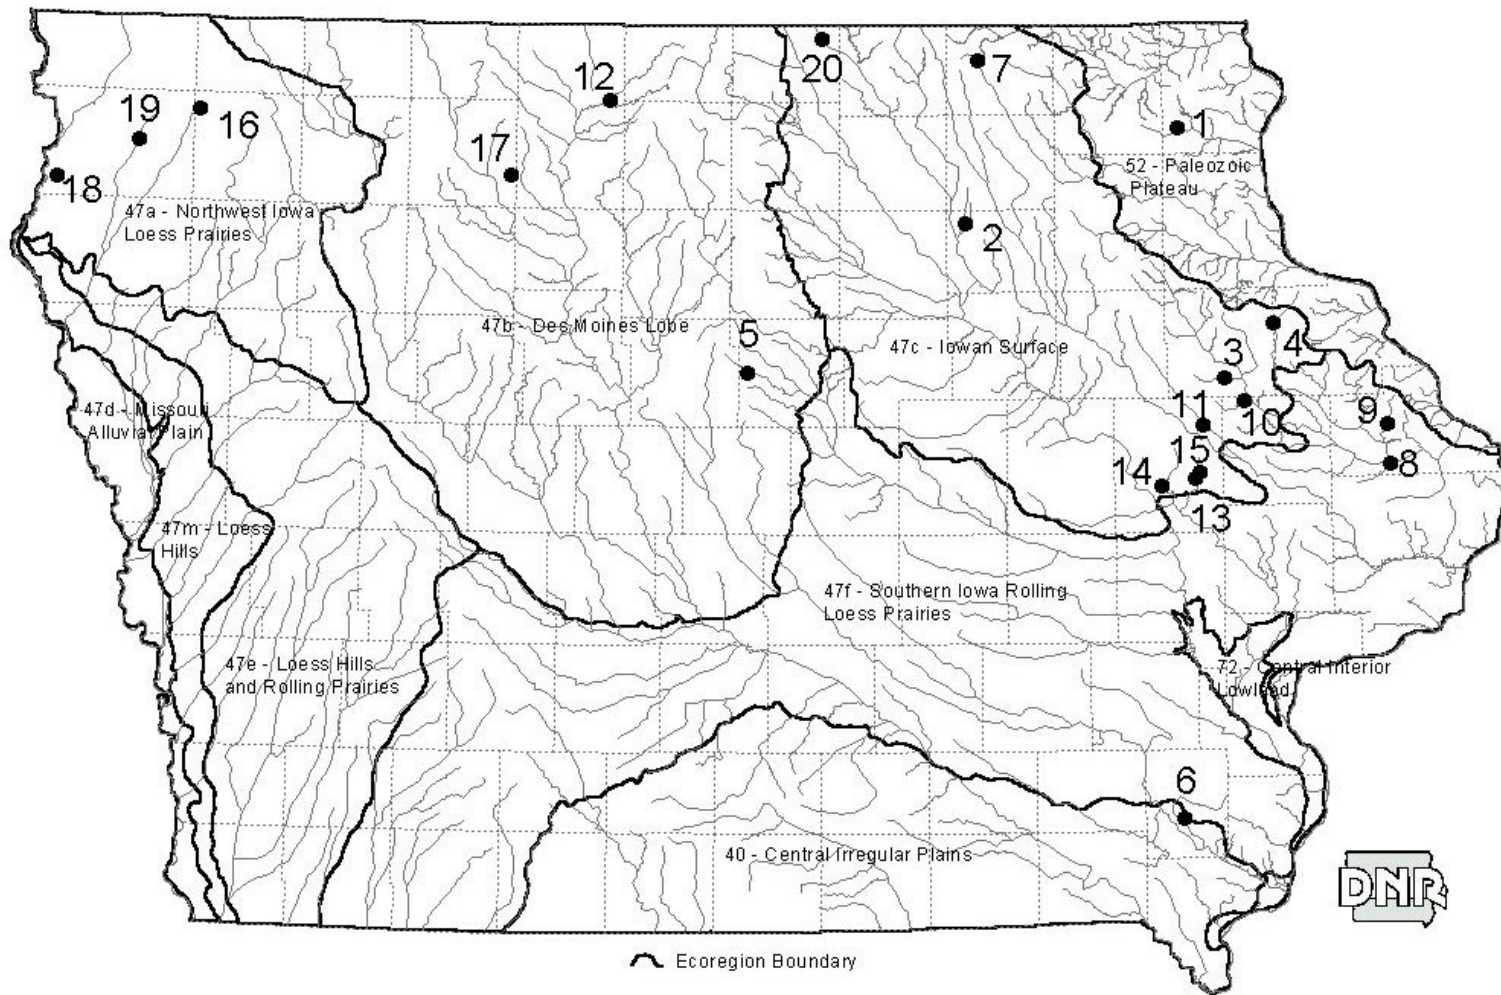 20
7
12
19
16
1
17
52 - Paleozoic
Plateau
18
47a - Northwest Iowa
Loess Prairies
2
47b - Des Moines Lobe
5
47c - Iowan Surface
4
3
47d - Missouri
Alluvial Plain
11
10
9
15
14
8
13
47m - Loess
Hills
47f - Southern Iowa Rolling
Loess Prairies
47e - Loess Hills
and Rolling Prairies
72 - Central Interior
Lowland
6
40 - Central Irregular Plains
DNR
Ecoregion Boundary